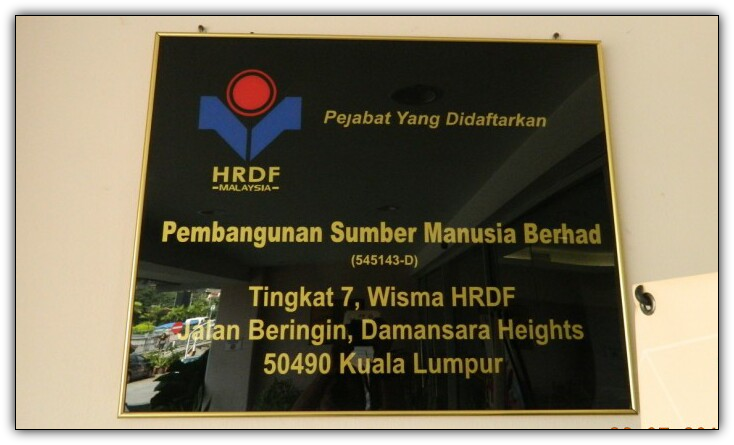 HRDF
MALAYSIA
Pejabat Yang Didaftarkan
Pembangunan Sumber Manusia Berhad
(545143-D)
Tingkat 7, Wisma HRDF
Jalan Beringin, Damansara Heights
50490 Kuala Lumpur